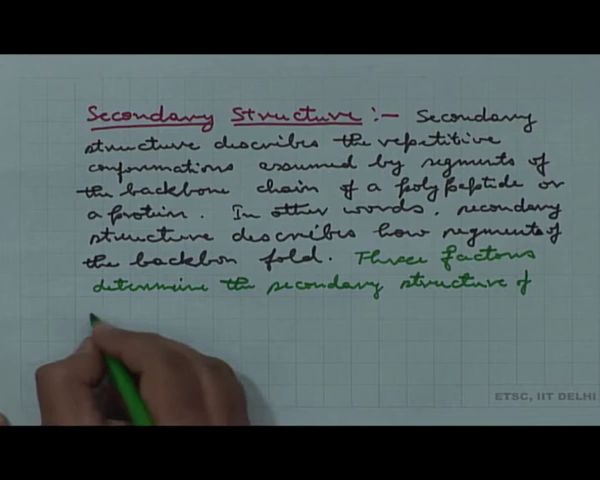 Secondary Structure :- Secondary
structure describes the repetitive
conformations assumed by segments of
the backbone chain of a polypeptide or
a protein. In other words, secondary
structure describes how segments of
the backbon fold. Three factors
determine the secondary structure of
ETSC, IIT DELHI